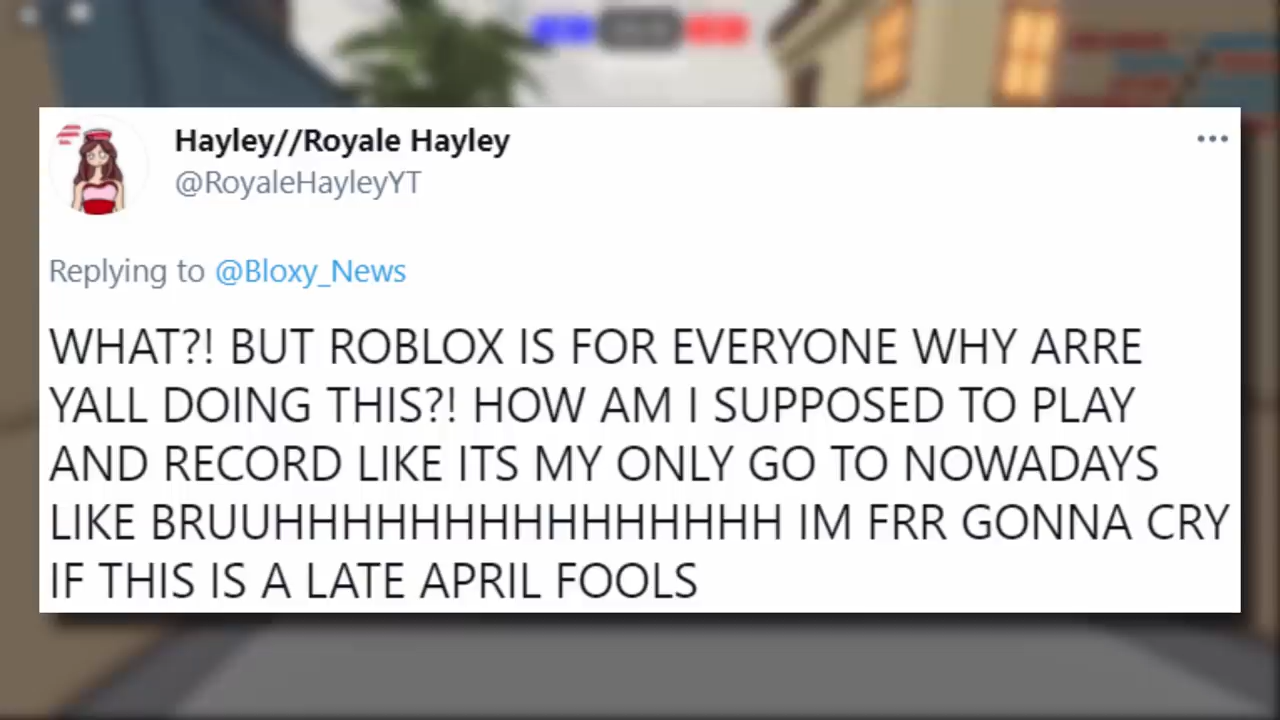 Hayley//Royale Hayley
@RoyaleHayleyYT
Replying to @Bloxy_News
WHAT?! BUT ROBLOX IS FOR EVERYONE WHY ARRE
YALL DOING THIS?! HOW AM I SUPPOSED TO PLAY
AND RECORD LIKE ITS MY ONLY GO TO NOWADAYS
LIKE BRUUHHHHHHHHHHHHHHHH IM FRR GONNA CRY
IF THIS IS A LATE APRIL FOOLS